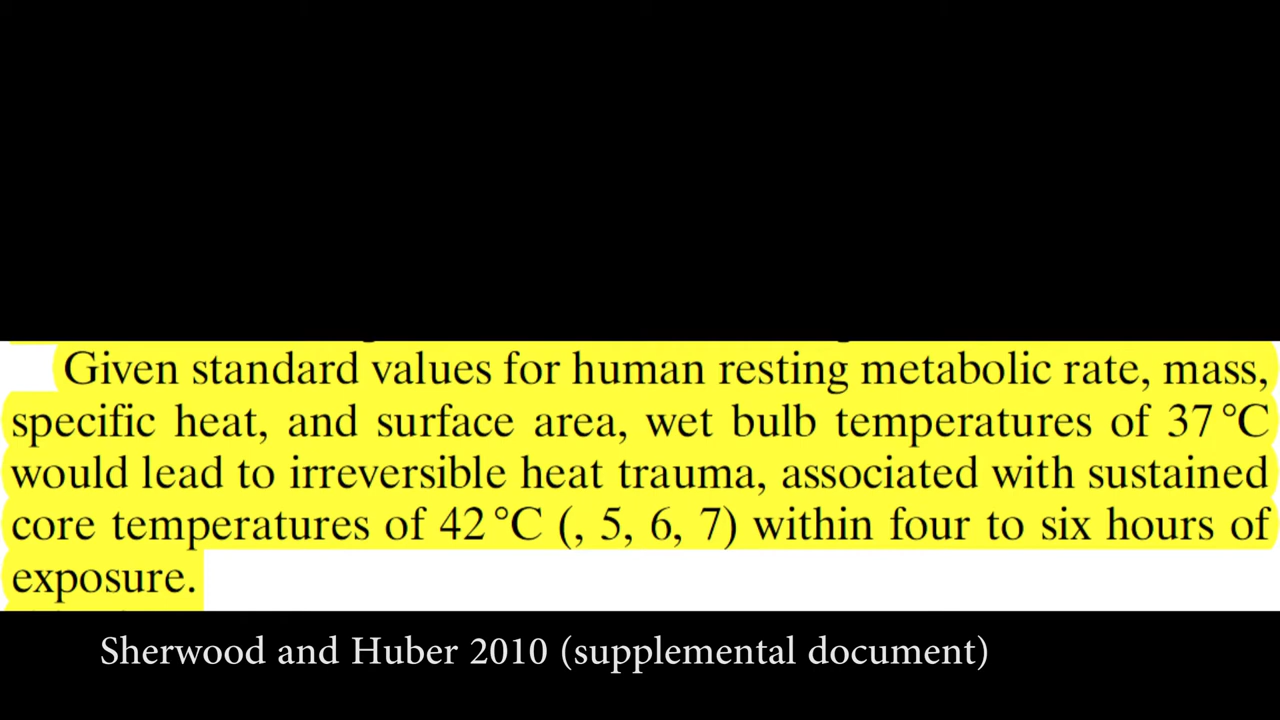 Given standard values for human resting metabolic rate, mass,
specific heat, and surface area, wet bulb temperatures of 37 °C
would lead to irreversible heat trauma, associated with sustained
core temperatures of 42 °C (, 5, 6, 7) within four to six hours of
exposure.
Sherwood and Huber 2010 (supplemental document)